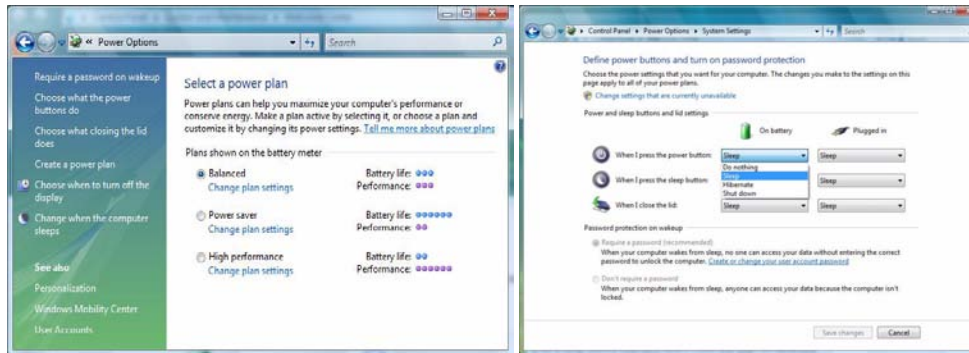 « Power Options
Search
Require a password on wakeup
Choose what the power
buttons do
Choose what closing the lid
does
Create a power plan
Choose when to turn off the
display
Change when the computer
sleeps
See also
Personalization
Windows Mobility Center
User Accounts
Select a power plan
Power plans can help you maximize your computer's performance or
conserve energy. Make a plan active by selecting it, or choose a plan and
customize it by changing its power settings. Tell me more about power plans
Plans shown on the battery meter
Balanced Battery life:
Change plan settings Performance:
Power saver Battery life:
Change plan settings Performance:
High performance Battery life:
Change plan settings Performance:
Control Panel ▸ Power Options ▸ System Settings
Search
Define power buttons and turn on password protection
Choose the power settings that you want for your computer. The changes you make to the settings on this
page apply to all of your power plans.
Change settings that are currently unavailable
Power and sleep buttons and lid settings
On battery Plugged in
When I press the power button: Sleep Sleep
Do nothing
Sleep
Hibernate
Shut down
When I press the sleep button: Sleep
When I close the lid: Sleep Sleep
Password protection on wakeup
Require a password (recommended)
When your computer wakes from sleep, no one can access your data without entering the correct
password to unlock the computer. Create or change your user account password
Don't require a password
When your computer wakes from sleep, anyone can access your data because the computer isn't
locked.
Save changes Cancel